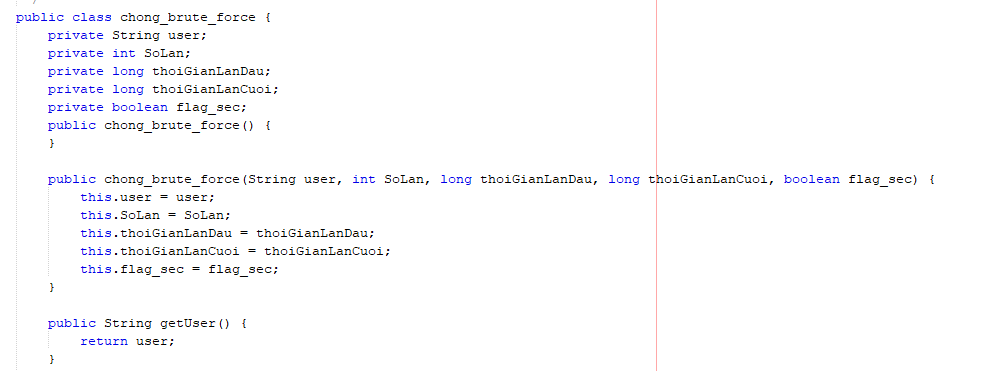 public class chong_brute_force {
    private String user;
    private int SoLan;
    private long thoiGianLanDau;
    private long thoiGianLanCuoi;
    private boolean flag_sec;
    public chong_brute_force() {
    }
    public chong_brute_force(String user, int SoLan, long thoiGianLanDau, long thoiGianLanCuoi, boolean flag_sec) {
        this.user = user;
        this.SoLan = SoLan;
        this.thoiGianLanDau = thoiGianLanDau;
        this.thoiGianLanCuoi = thoiGianLanCuoi;
        this.flag_sec = flag_sec;
    }
    public String getUser() {
        return user;
    }